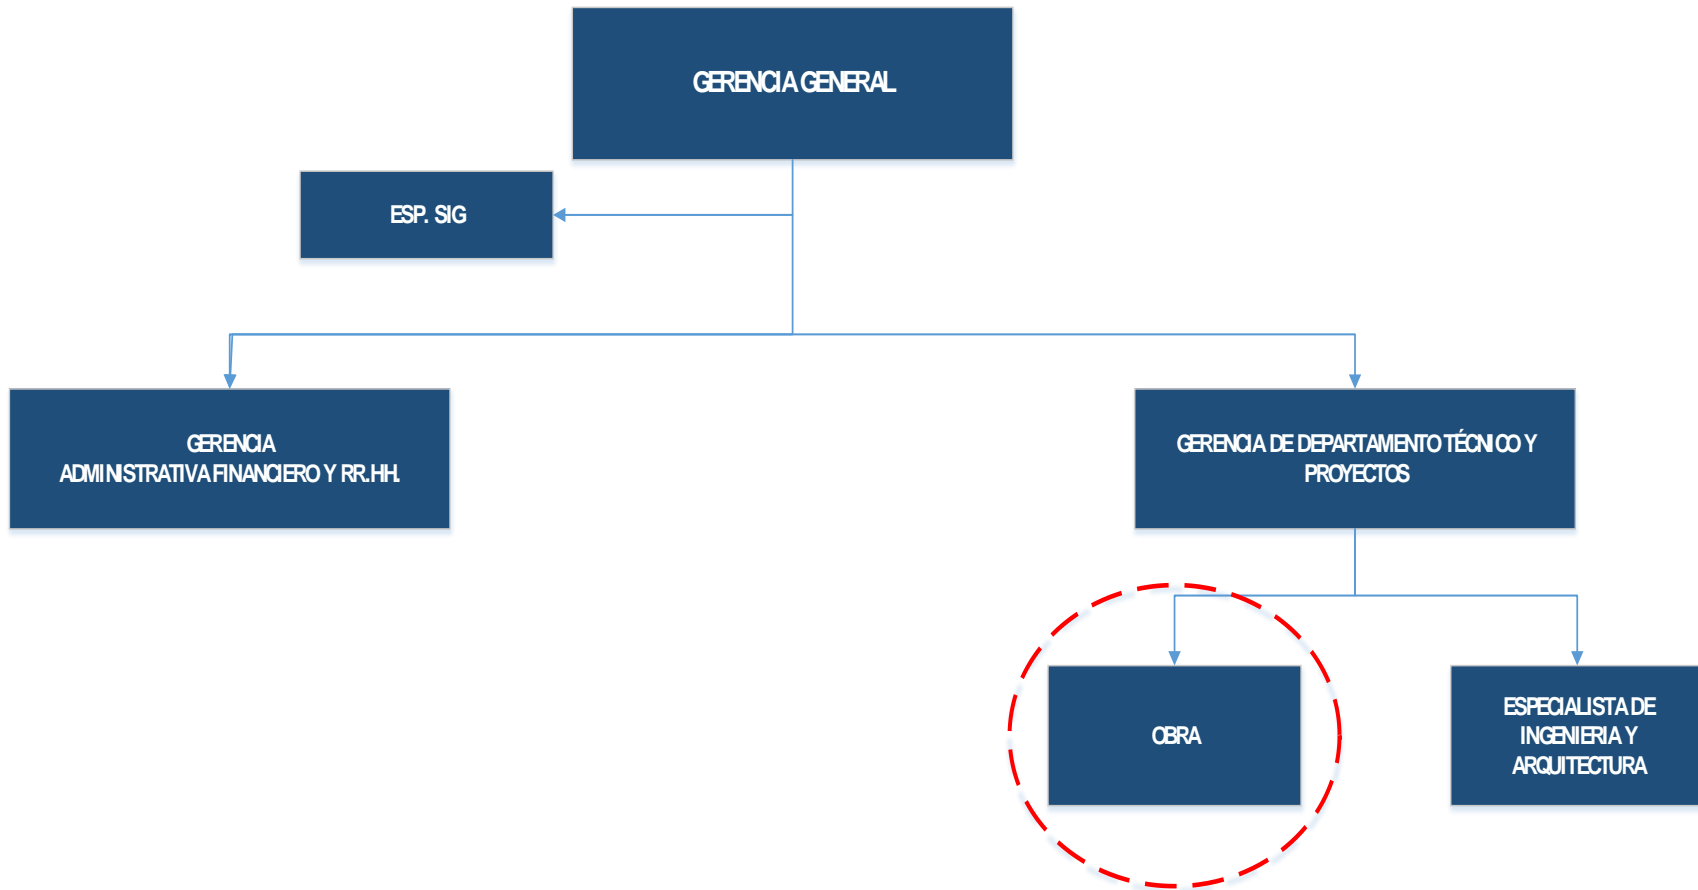 GERENCIA GENERAL
ESP. SIG
GERENCIA
ADMINISTRATIVA FINANCIERO Y RR.HH.
GERENCIA DE DEPARTAMENTO TÉCNICO Y
PROYECTOS
OBRA
ESPECIALISTA DE
INGENIERIA Y
ARQUITECTURA